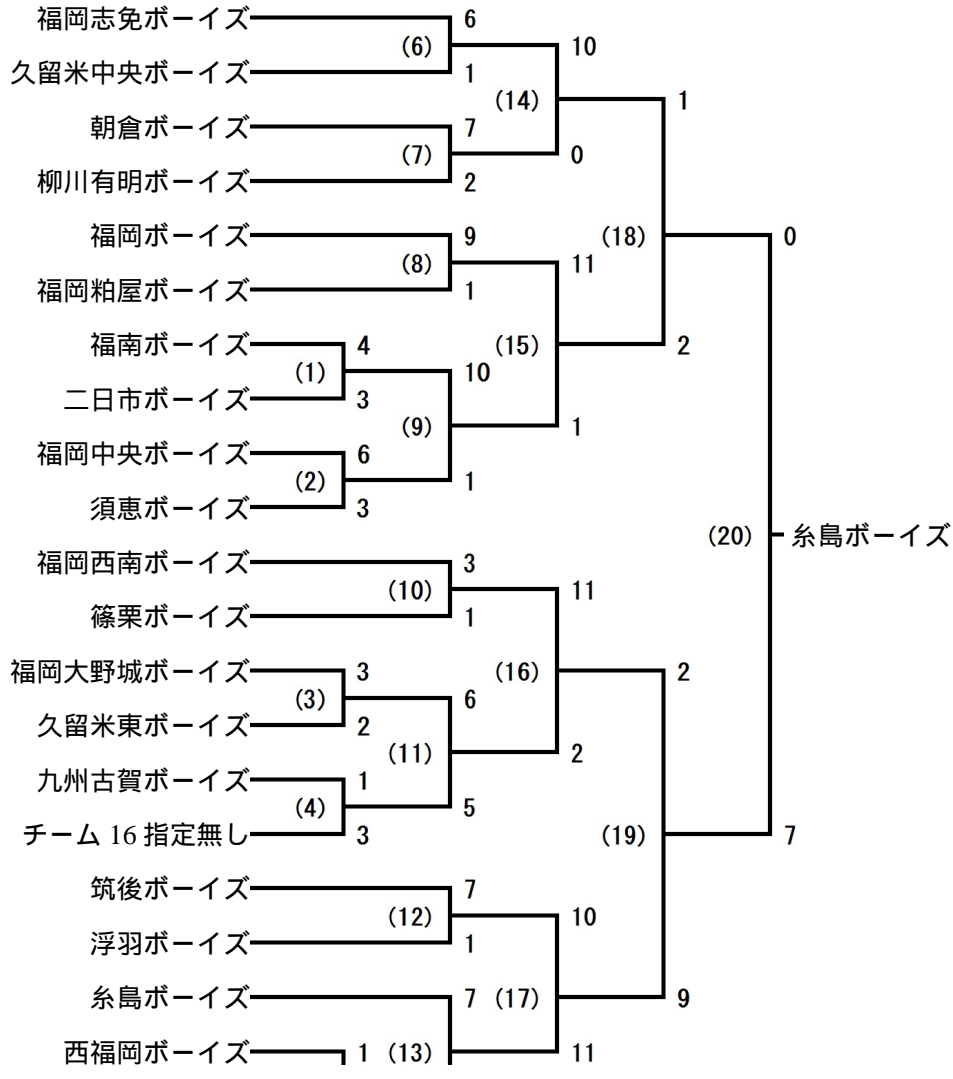 福岡志免ボーイズ 6
(6) 10
久留米中央ボーイズ 1
(14) 1
朝倉ボーイズ 7
(7) 0
柳川有明ボーイズ 2
福岡ボーイズ 9 (18) 0
(8) 11
福岡粕屋ボーイズ 1
福南ボーイズ 4 (15) 2
(1) 10
二日市ボーイズ 3
(9) 1
福岡中央ボーイズ 6
(2) 1
須恵ボーイズ 3
(20) 糸島ボーイズ
福岡西南ボーイズ 3
(10) 11
篠栗ボーイズ 1
福岡大野城ボーイズ 3 (16) 2
(3) 6
久留米東ボーイズ 2
(11) 2
九州古賀ボーイズ 1
(4) 5
チーム 16 指定無し 3 (19) 7
筑後ボーイズ 7
(12) 10
浮羽ボーイズ 1
糸島ボーイズ 7 (17) 9
西福岡ボーイズ 1 (13) 11